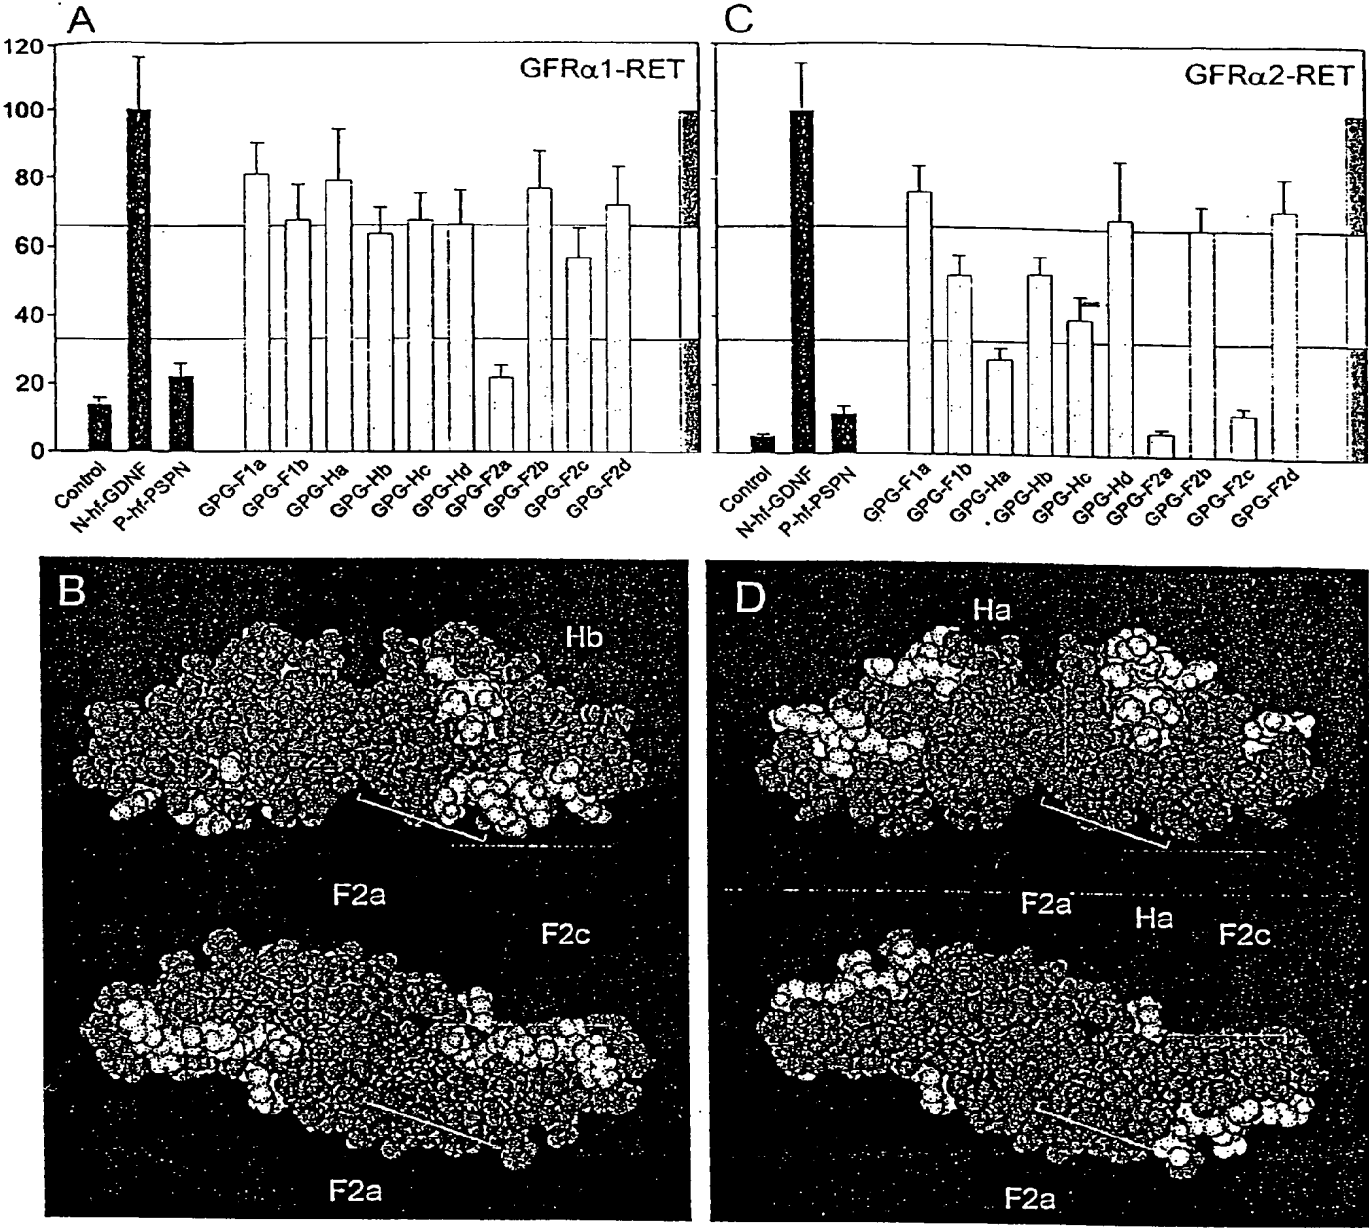 A
GFRα1-RET
120
100
80
60
40
20
0
Control
N-hf-GDNF
P-hf-PSPN
GPG-F1a
GPG-F1b
GPG-Ha
GPG-Hb
GPG-Hc
GPG-Hd
GPG-F2a
GPG-F2b
GPG-F2c
GPG-F2d
C
GFRα2-RET
Control
N-hf-GDNF
P-hf-PSPN
GPG-F1a
GPG-F1b
GPG-Ha
GPG-Hb
GPG-Hc
GPG-Hd
GPG-F2a
GPG-F2b
GPG-F2c
GPG-F2d
B
Hb
F2a
F2c
F2a
D
Ha
F2a
Ha
F2c
F2a